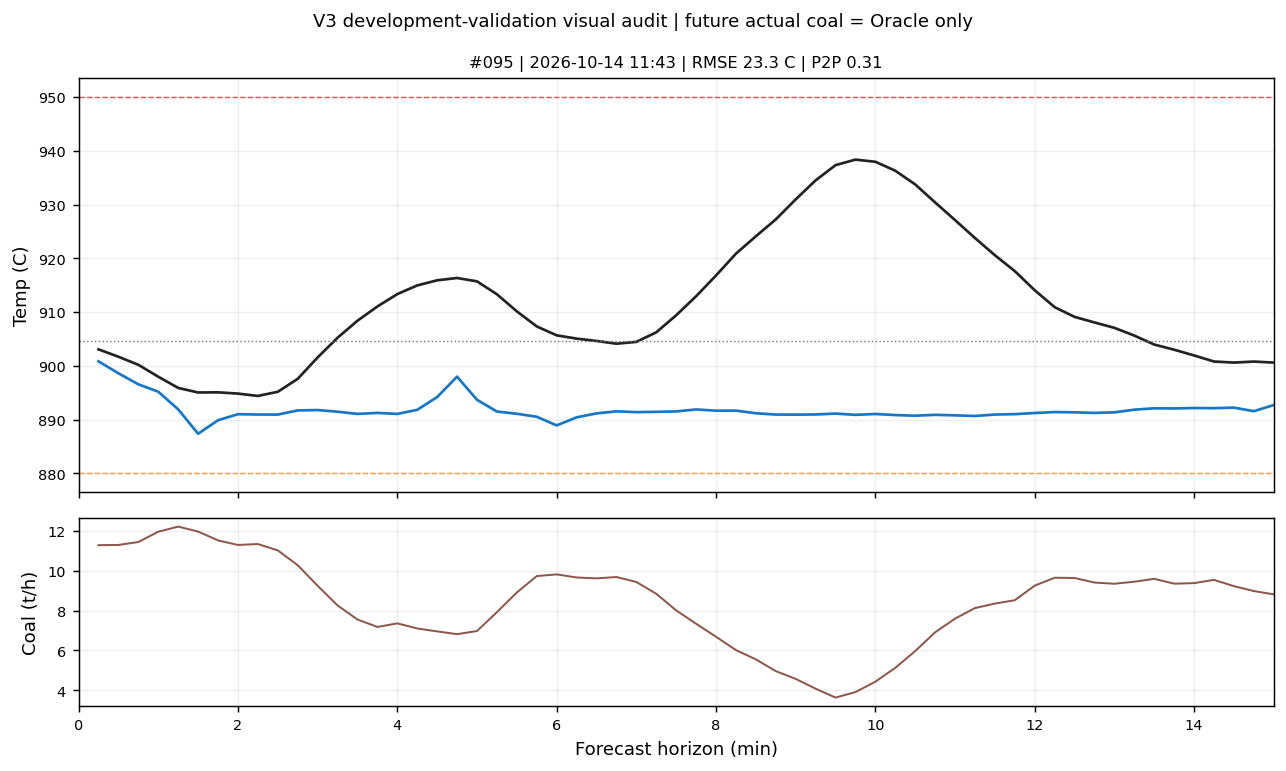 V3 development-validation visual audit | future actual coal = Oracle only
#095 | 2026-10-14 11:43 | RMSE 23.3 C | P2P 0.31
950
940
930
920
910
900
890
880
Temp (C)
12
10
8
6
4
Coal (t/h)
0 2 4 6 8 10 12 14
Forecast horizon (min)